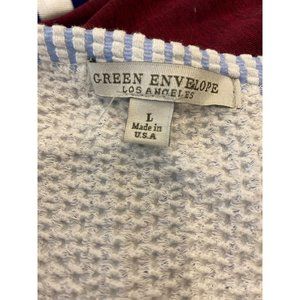 GREEN ENVELOPE
LOS ANGELES
L
Made in
U.S.A